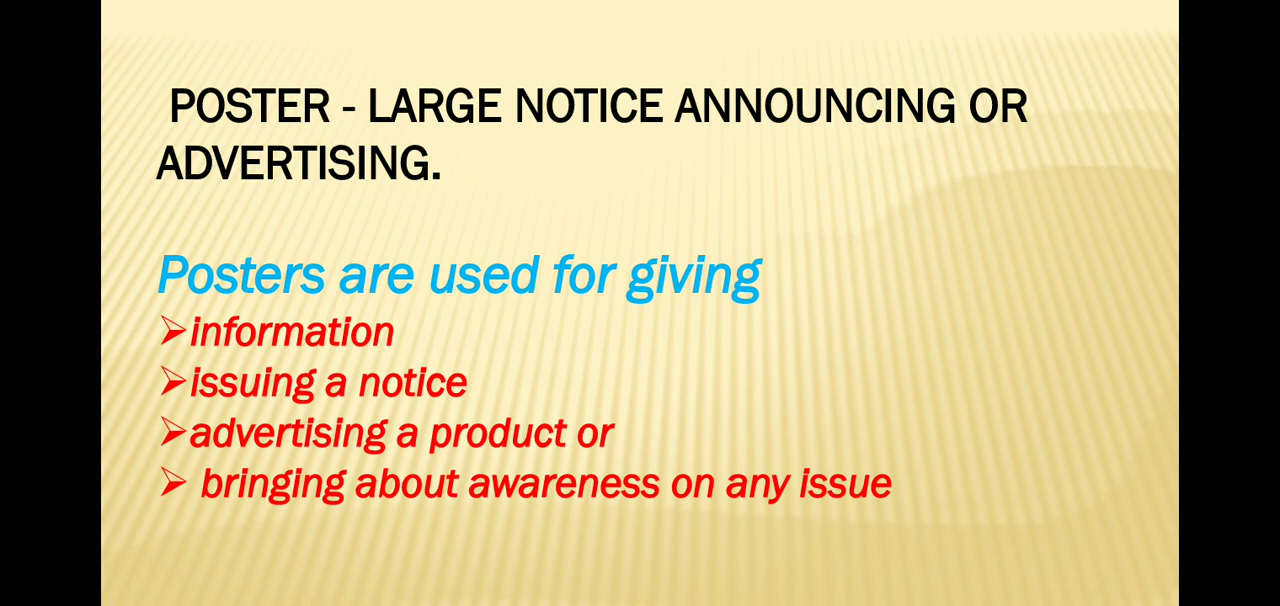 POSTER - LARGE NOTICE ANNOUNCING OR
ADVERTISING.
Posters are used for giving
➢information
➢issuing a notice
➢advertising a product or
➢ bringing about awareness on any issue